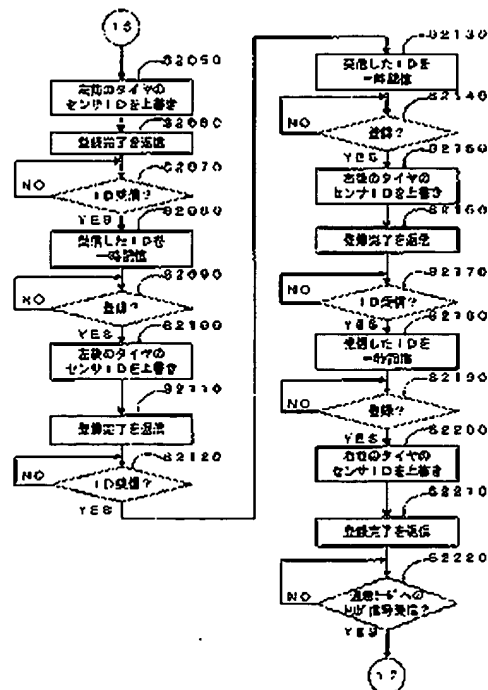 16
S2050
左前のタイヤの
センサIDを上書き
S2060
登録完了を返信
S2070
NO
ID受信?
YES
S2080
受信したIDを
一時記憶
S2090
NO
登録?
YES
S2100
左後のタイヤの
センサIDを上書き
S2110
登録完了を返信
S2120
NO
ID受信?
YES
S2130
受信したIDを
一時記憶
S2140
NO
登録?
YES
S2150
右後のタイヤの
センサIDを上書き
S2160
登録完了を返信
S2170
NO
ID受信?
YES
S2180
受信したIDを
一時記憶
S2190
NO
登録?
YES
S2200
のタイヤの
センサIDを上書き
S2210
登録完了を返信
S2220
NO
YES
17